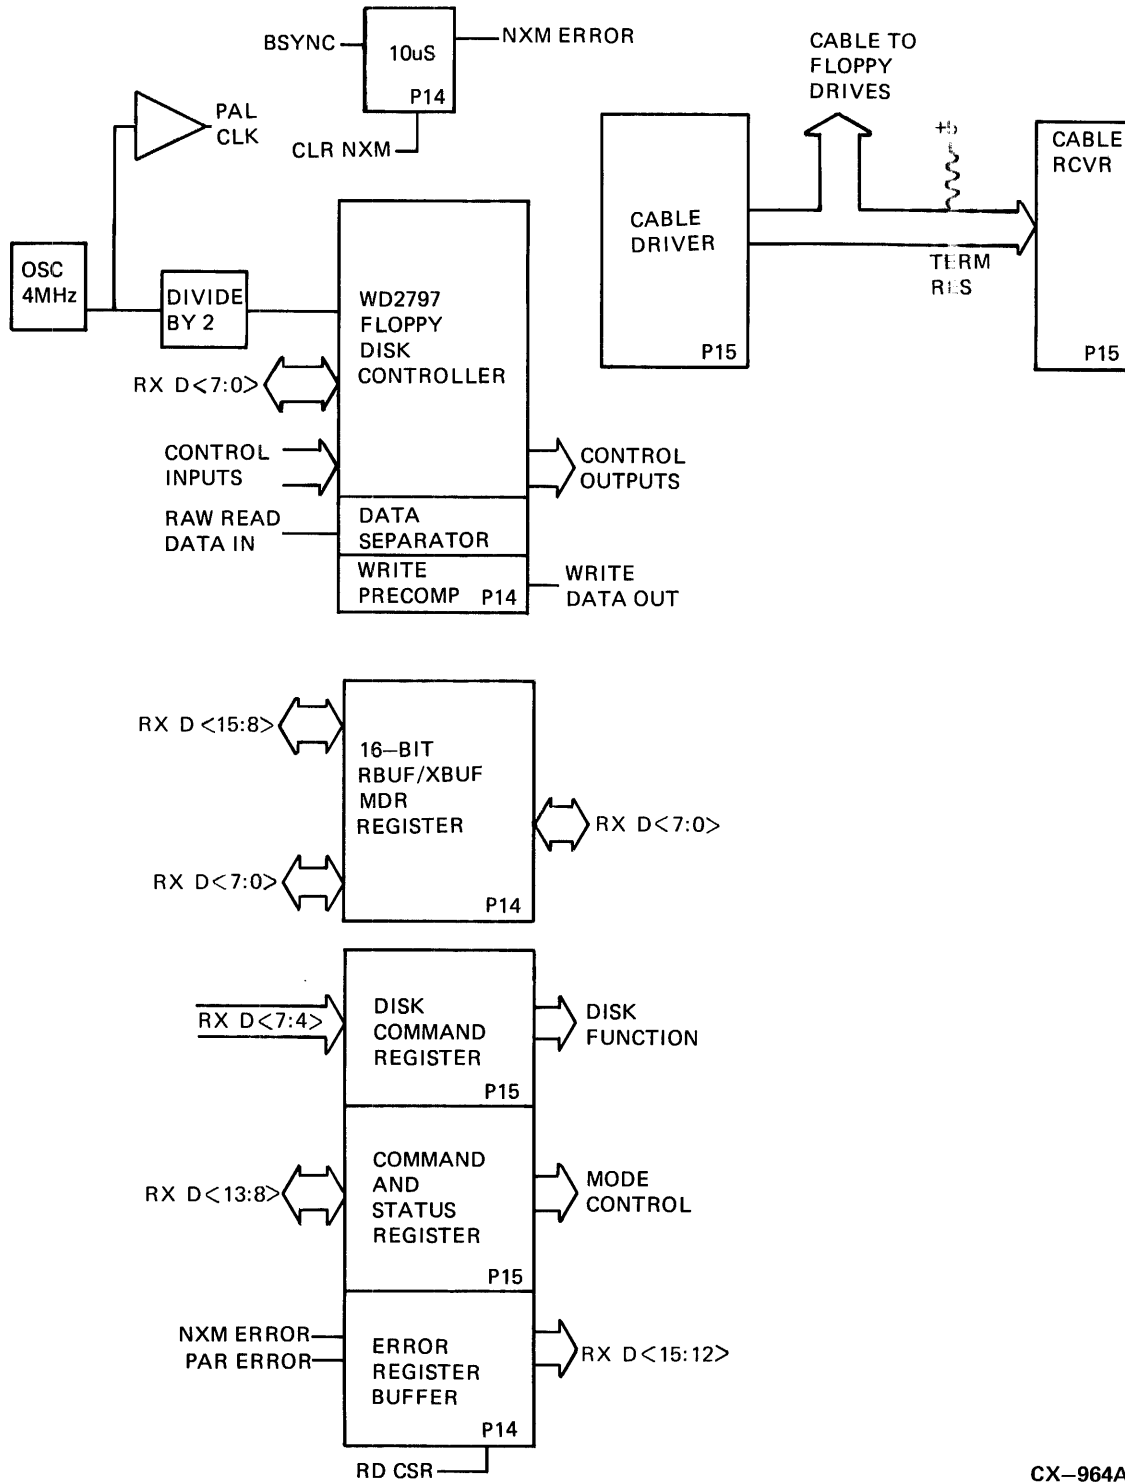 BSYNC
10uS
P14
NXM ERROR
CLR NXM
PAL
CLK
CABLE TO
FLOPPY
DRIVES
+5
CABLE
RCVR
CABLE
DRIVER
TERM
RES
P15
P15
OSC
4MHz
DIVIDE
BY 2
WD2797
FLOPPY
DISK
CONTROLLER
RX D<7:0>
CONTROL
INPUTS
CONTROL
OUTPUTS
RAW READ
DATA IN
DATA
SEPARATOR
WRITE
PRECOMP
P14
WRITE
DATA OUT
RX D<15:8>
16–BIT
RBUF/XBUF
MDR
REGISTER
RX D<7:0>
RX D<7:0>
P14
RX D<7:4>
DISK
COMMAND
REGISTER
P15
DISK
FUNCTION
RX D<13:8>
COMMAND
AND
STATUS
REGISTER
P15
MODE
CONTROL
NXM ERROR
PAR ERROR
ERROR
REGISTER
BUFFER
P14
RX D<15:12>
RD CSR
CX–964A